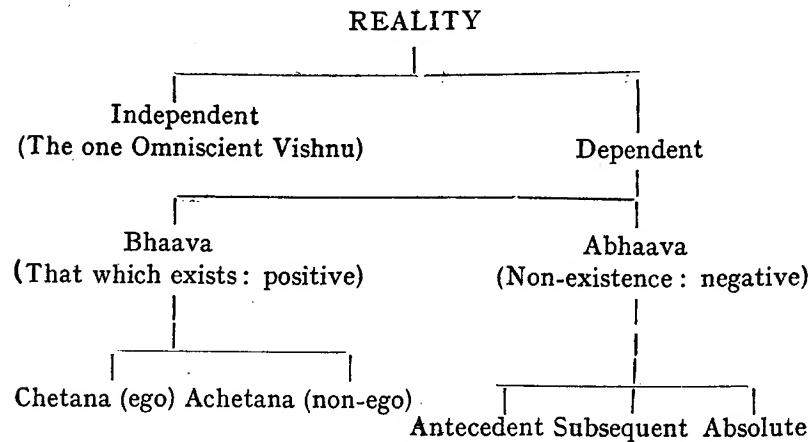 REALITY
Independent
(The one Omniscient Vishnu) Dependent
Bhaava Abhaava
(That which exists: positive) (Non-existence: negative)
Chetana (ego) Achetana (non-ego)
Antecedent Subsequent Absolute